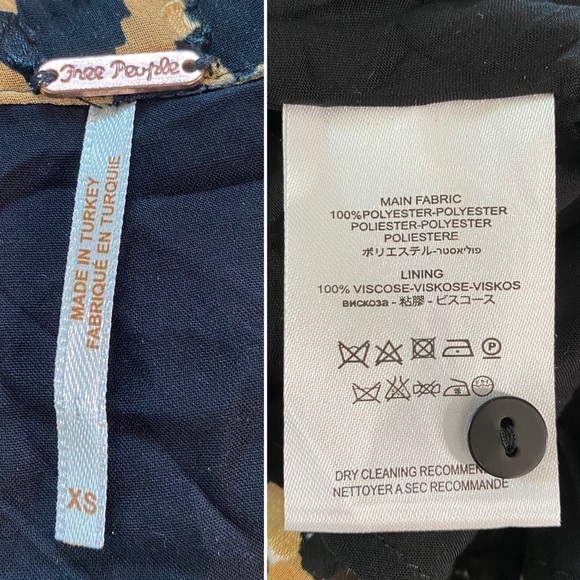 Free People
MADE IN TURKEY
FABRIQUÉ EN TURQUIE
XS
MAIN FABRIC
100%POLYESTER-POLYESTER
POLIESTER-POLYESTER
POLIESTERE
ポリエステル-פוליאסטר
LINING
100% VISCOSE-VISKOSE-VISKOS
вискоза - 粘膠 - ビスコース
P
DRY CLEANING RECOMMEN
NETTOYER A SEC RECOMMANDE